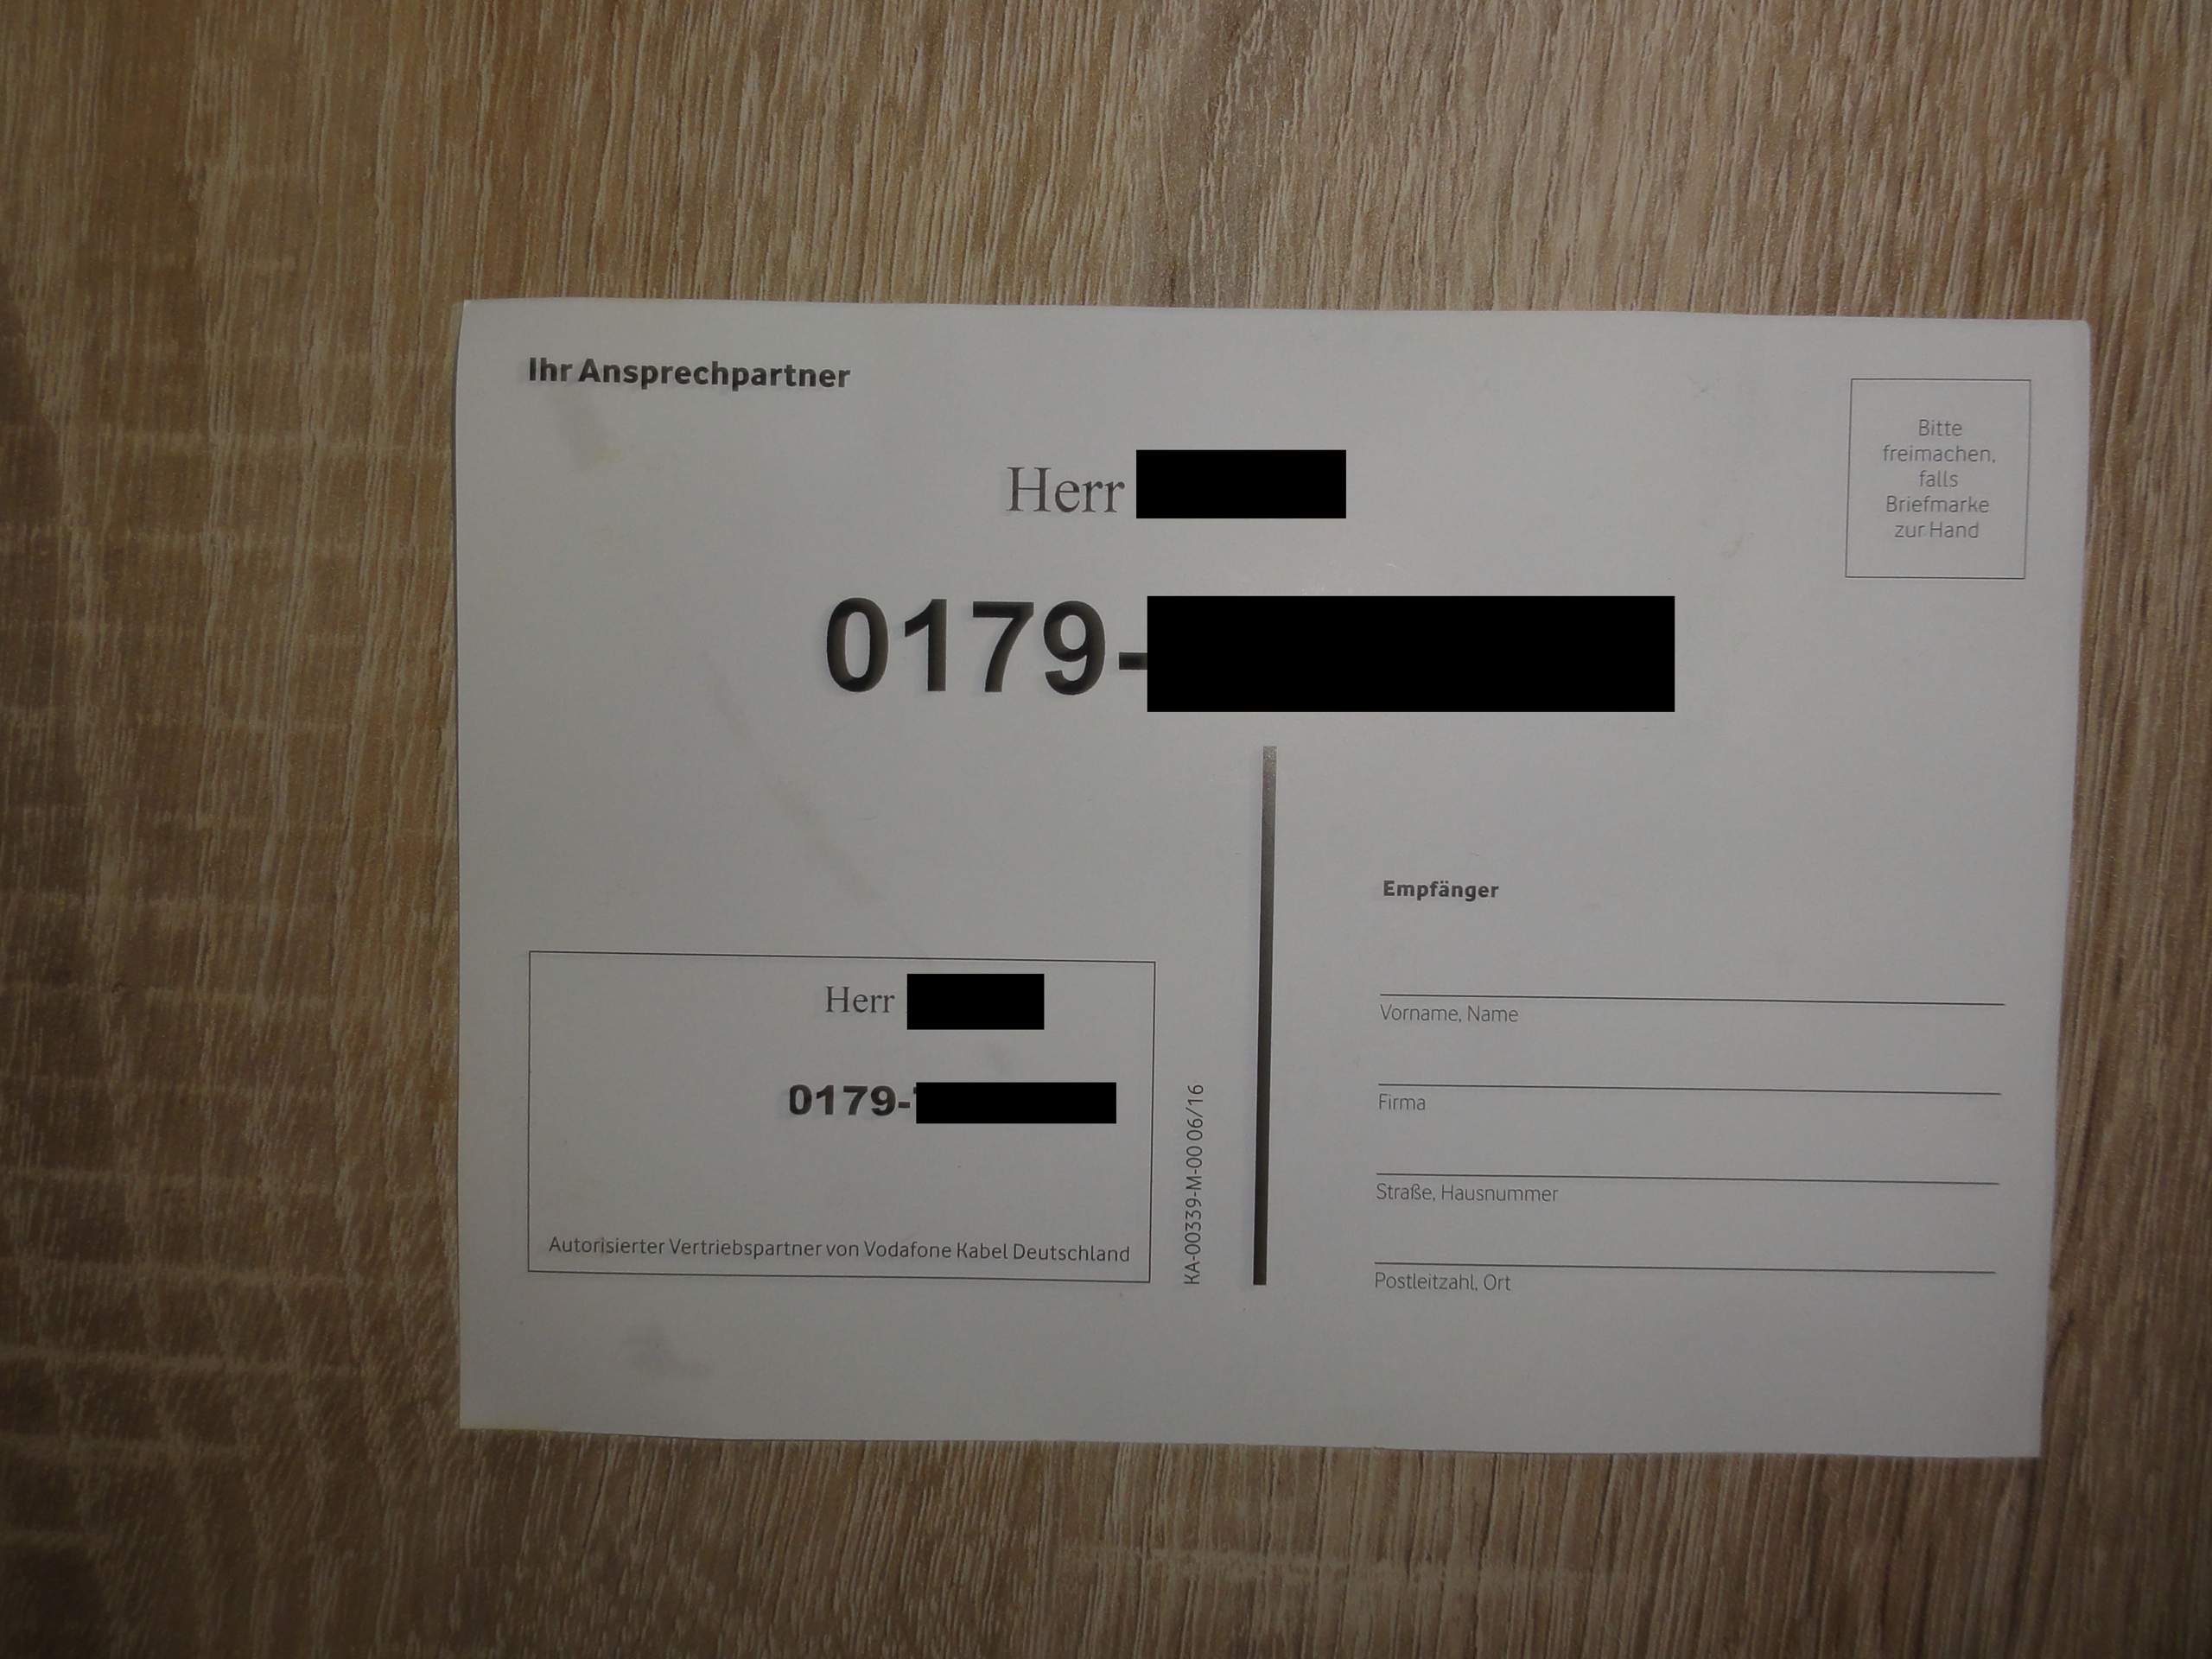 Ihr Ansprechpartner
Bitte
freimachen,
falls
Briefmarke
zur Hand
Herr
0179-
Herr
0179-
Autorisierter Vertriebspartner von Vodafone Kabel Deutschland
KA-00339-M-00 06/16
Empfänger
Vorname, Name
Firma
Straße, Hausnummer
Postleitzahl, Ort